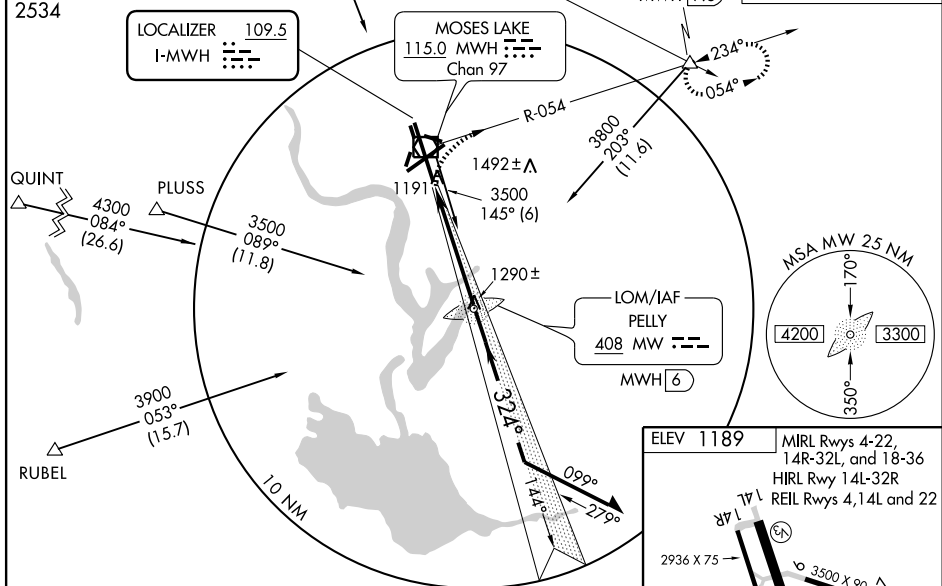 2534
LOCALIZER 109.5
I-MWH
MOSES LAKE
115.0 MWH
Chan 97
234°
054°
R-054
3800
203°
(11.6)
1492±
1191
3500
145° (6)
QUINT
4300
084°
(26.6)
PLUSS
3500
089°
(11.8)
1290±
LOM/IAF
PELLY
408 MW
MWH 6
MSA MW 25 NM
170°
4200
3300
350°
3900
053°
(15.7)
RUBEL
324°
099°
279°
144°
10 NM
ELEV 1189
MIRL Rwys 4-22,
14R-32L, and 18-36
HIRL Rwy 14L-32R
REIL Rwys 4,14L and 22
14R
14L
V3
2936 X 75
3500 X 90